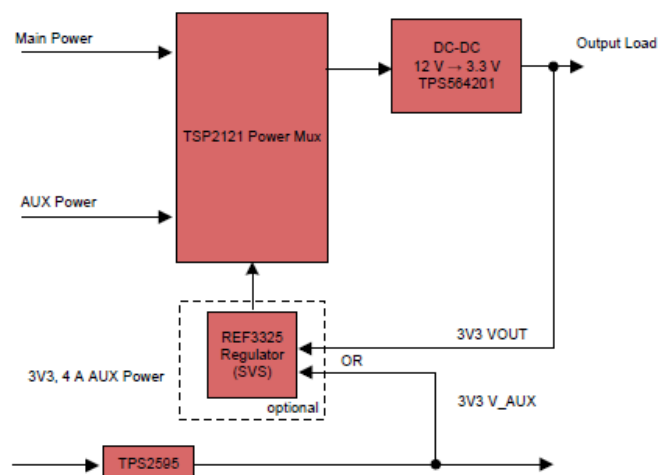 Main Power
DC-DC
12 V → 3.3 V
TPS564201
Output Load
TSP2121 Power Mux
AUX Power
REF3325
Regulator
(SVS)
optional
3V3 VOUT
OR
3V3, 4 A AUX Power
3V3 V_AUX
TPS2595